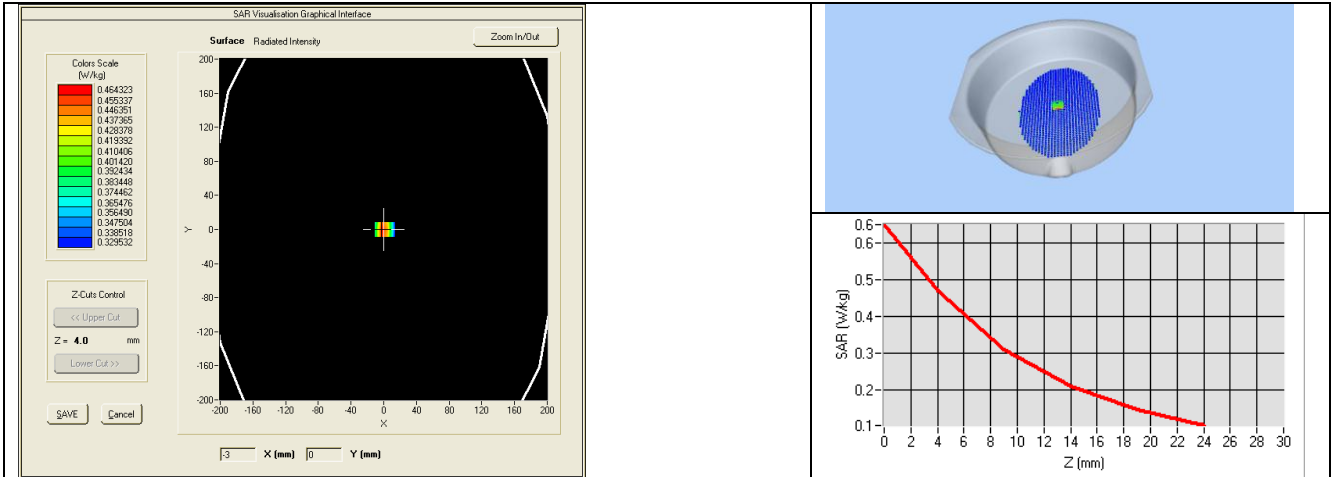 SAR Visualisation Graphical Interface
Surface Radiated Intensity
Zoom In/Out
Colors Scale
(W/kg)
0.464323
0.455337
0.446351
0.437365
0.428378
0.419392
0.410406
0.401420
0.392434
0.383448
0.374462
0.365476
0.356490
0.347504
0.338518
0.329532
Z-Cuts Control
<< Upper Cut
Z = 4.0 mm
Lower Cut >>
SAVE Cancel
200
160
120
80
40
0
-40
-80
-120
-160
-200
Y
-200 -160 -120 -80 -40 0 40 80 120 160 200
X
-3 X (mm) 0 Y (mm)
0.6
0.6
0.5
0.4
0.3
0.2
0.1
SAR (W/kg)
0 2 4 6 8 10 12 14 16 18 20 22 24 26 28 30
Z (mm)